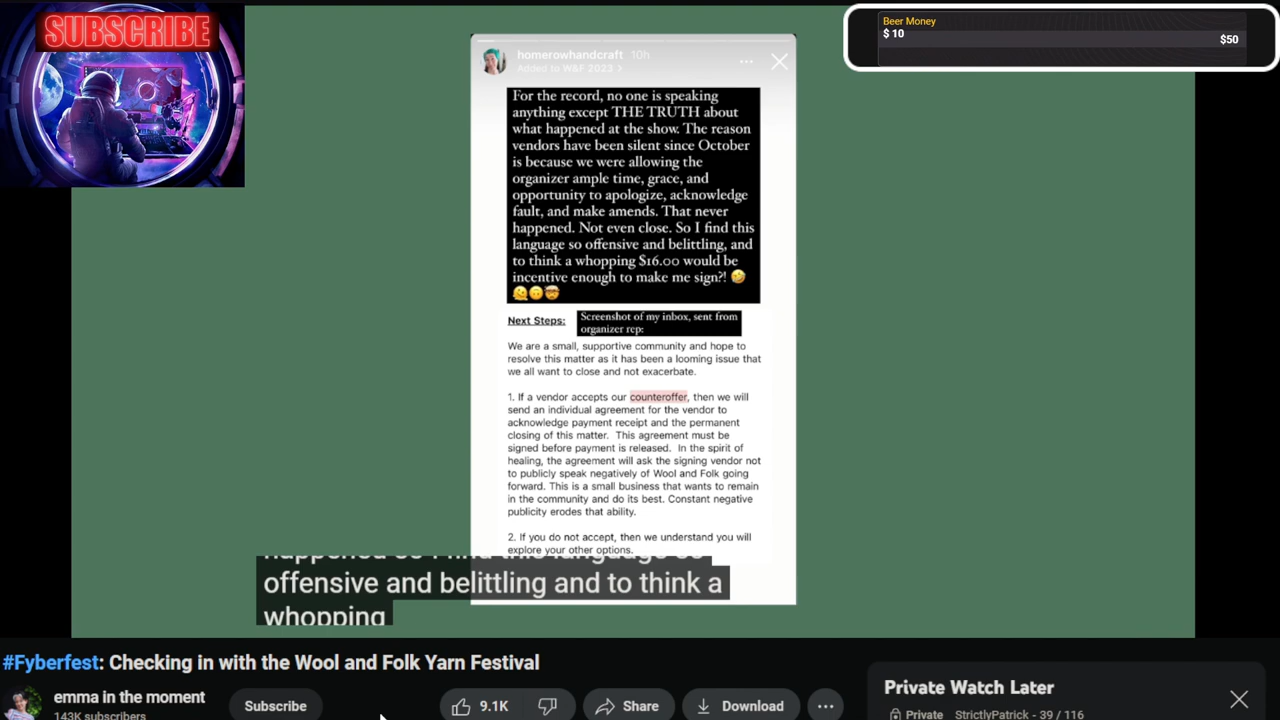 SUBSCRIBE
Beer Money
$ 10
$50
homerowhandcraft 10h
Added to W&F 2023 >
For the record, no one is speaking
anything except THE TRUTH about
what happened at the show. The reason
vendors have been silent since October
is because we were allowing the
organizer ample time, grace, and
opportunity to apologize, acknowledge
fault, and make amends. That never
happened. Not even close. So I find this
language so offensive and belittling, and
to think a whopping $16.00 would be
incentive enough to make me sign?! 🤣
🫠🙃🤯
Next Steps:
Screenshot of my inbox, sent from
organizer rep:
We are a small, supportive community and hope to
resolve this matter as it has been a looming issue that
we all want to close and not exacerbate.
1. If a vendor accepts our counteroffer, then we will
send an individual agreement for the vendor to
acknowledge payment receipt and the permanent
closing of this matter. This agreement must be
signed before payment is released. In the spirit of
healing, the agreement will ask the signing vendor not
to publicly speak negatively of Wool and Folk going
forward. This is a small business that wants to remain
in the community and do its best. Constant negative
publicity erodes that ability.
2. If you do not accept, then we understand you will
explore your other options.
happened so I find this language so
offensive and belittling and to think a
whopping
#Fyberfest: Checking in with the Wool and Folk Yarn Festival
emma in the moment
143K subscribers
Subscribe
9.1K
Share
Download
Private Watch Later
Private StrictlyPatrick - 39 / 116